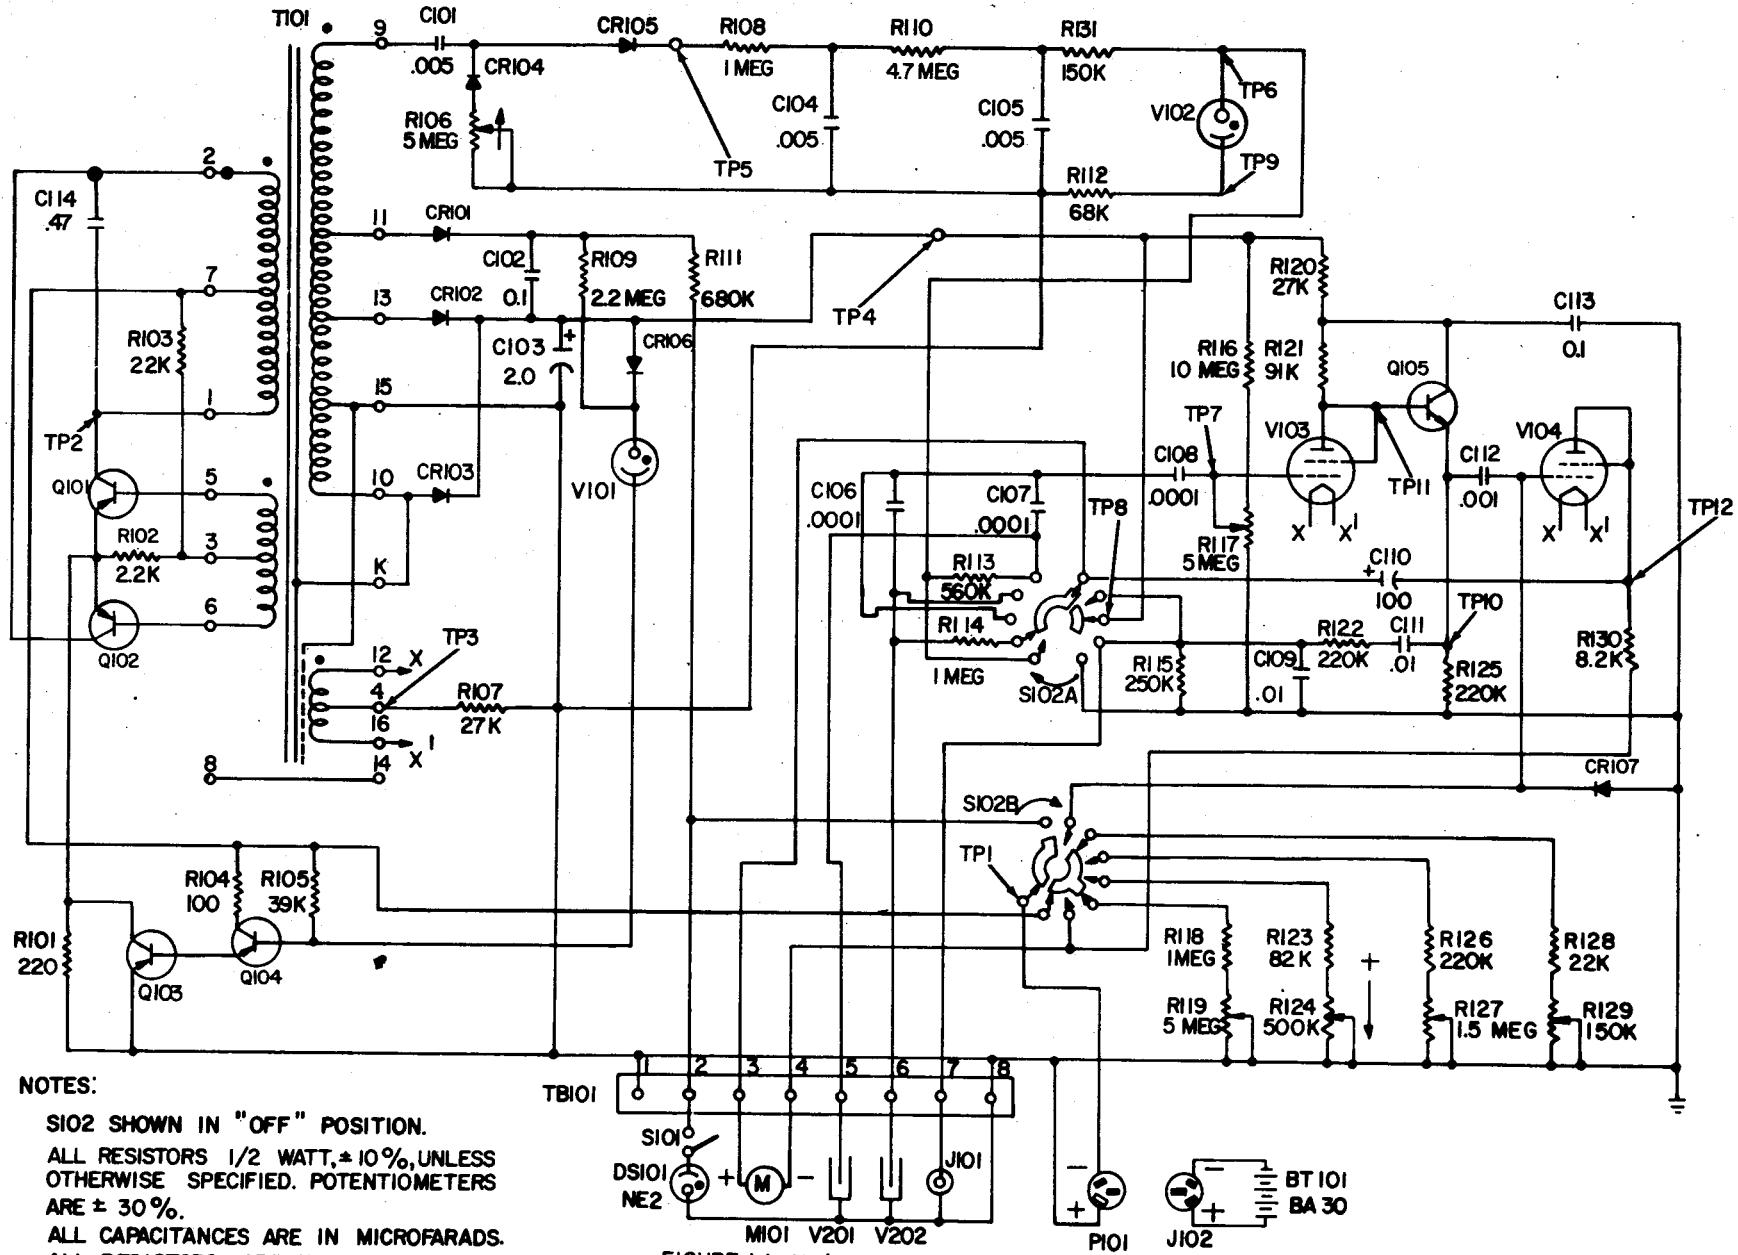 T101
9
C101
.005
CR104
R106
5 MEG
CR105
R108
1 MEG
TP5
C104
.005
R110
4.7 MEG
C105
.005
R131
150K
V102
TP6
TP9
R112
68K
2
C114
.47
7
R103
22K
1
TP2
Q101
5
R102
2.2K
3
6
Q102
11
CR101
C102
0.1
R109
2.2 MEG
R111
680K
13
CR102
C103
+
2.0
CR106
15
10
CR103
K
V101
TP4
R120
27K
R116
10 MEG
R121
91K
Q105
C113
0.1
TP7
V103
C108
.0001
R117
5 MEG
X
X'
TP11
C112
.001
V104
X
X'
TP12
C106
.0001
C107
.0001
TP8
R113
560K
R114
1 MEG
S102A
R115
250K
+
C110
100
C109
.01
R122
220K
C111
.01
TP10
R125
220K
R130
8.2K
12
X
TP3
4
R107
27K
16
X'
8
14
CR107
S102B
TP1
R104
100
R105
39K
R101
220
Q103
Q104
R118
1MEG
R123
82K
+
R126
220K
R128
22K
R119
5 MEG
R124
500K
R127
1.5 MEG
R129
150K
TB101
1
2
3
4
5
6
7
8
S101
DS101
NE2
+
M
-
M101
V201
V202
J101
-
+
P101
-
+
J102
BT101
BA 30
NOTES:
S102 SHOWN IN "OFF" POSITION.
ALL RESISTORS 1/2 WATT, ± 10%, UNLESS
OTHERWISE SPECIFIED. POTENTIOMETERS
ARE ± 30%.
ALL CAPACITANCES ARE IN MICROFARADS.